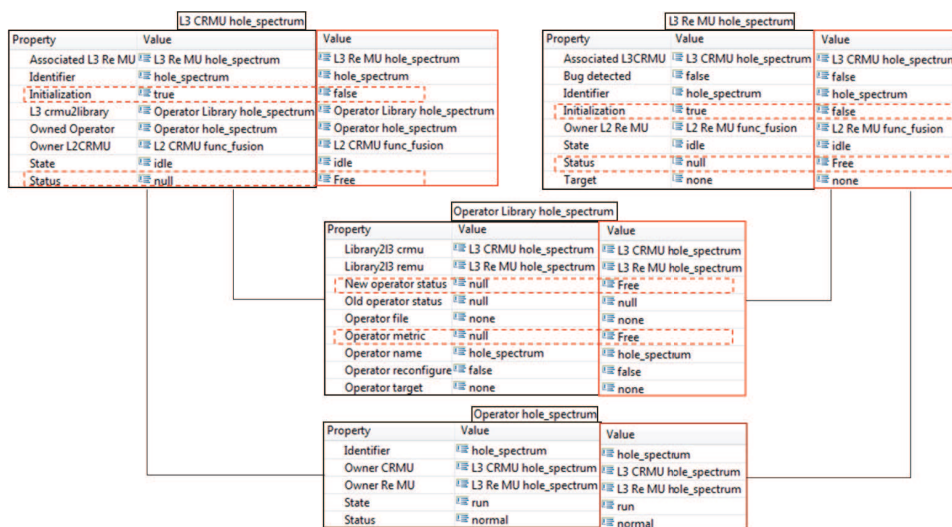 L3 CRMU hole_spectrum
Property Value Value
Associated L3 Re MU L3 Re MU hole_spectrum L3 Re MU hole_spectrum
Identifier hole_spectrum hole_spectrum
Initialization true false
L3 crmu2library Operator Library hole_spectrum Operator Library hole_spectrum
Owned Operator Operator hole_spectrum Operator hole_spectrum
Owner L2CRMU L2 CRMU func_fusion L2 CRMU func_fusion
State idle idle
Status null Free
L3 Re MU hole_spectrum
Property Value Value
Associated L3CRMU L3 CRMU hole_spectrum L3 CRMU hole_spectrum
Bug detected false false
Identifier hole_spectrum hole_spectrum
Initialization true false
Owner L2 Re MU L2 Re MU func_fusion L2 Re MU func_fusion
State idle idle
Status null Free
Target none none
Operator Library hole_spectrum
Property Value Value
Library2l3 crmu L3 CRMU hole_spectrum L3 CRMU hole_spectrum
Library2l3 remu L3 Re MU hole_spectrum L3 Re MU hole_spectrum
New operator status null Free
Old operator status null null
Operator file none none
Operator metric null Free
Operator name hole_spectrum hole_spectrum
Operator reconfigure false false
Operator target none none
Operator hole_spectrum
Property Value Value
Identifier hole_spectrum hole_spectrum
Owner CRMU L3 CRMU hole_spectrum L3 CRMU hole_spectrum
Owner Re MU L3 Re MU hole_spectrum L3 Re MU hole_spectrum
State run run
Status normal normal